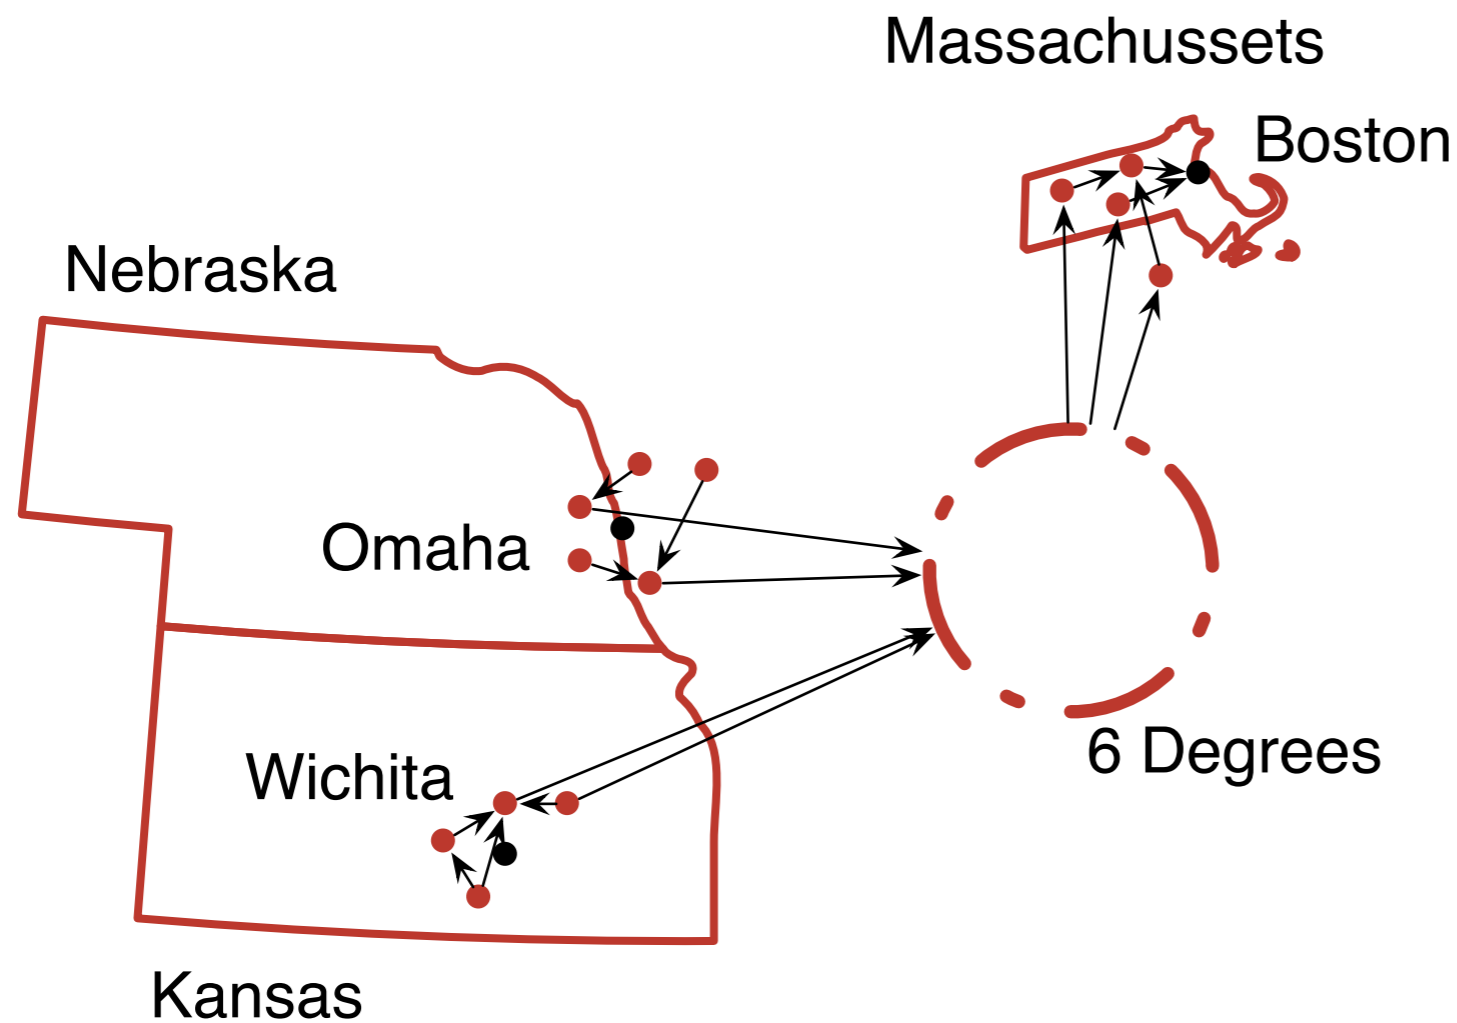 Massachussets
Boston
Nebraska
Omaha
6 Degrees
Wichita
Kansas